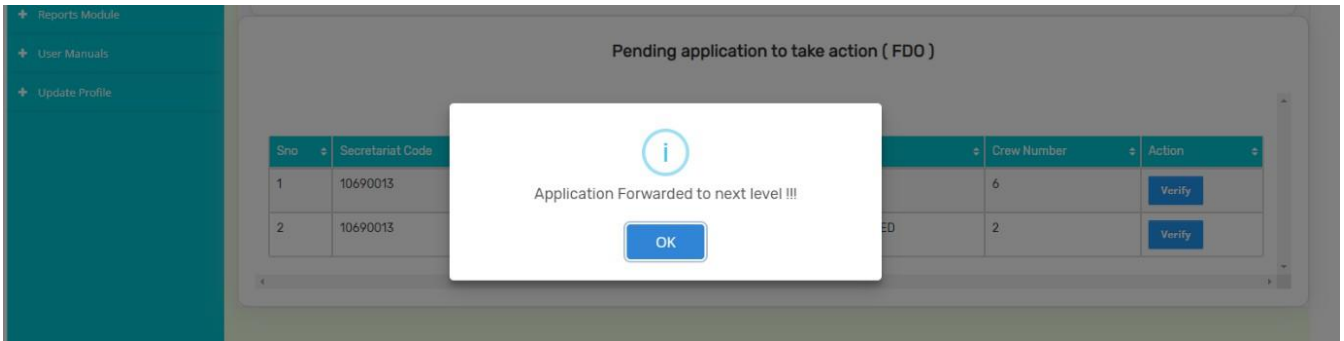 Reports Module
User Manuals
Update Profile
Pending application to take action ( FDO )
Sno Secretariat Code Crew Number Action
1 10690013 6 Verify
2 10690013 ED 2 Verify
i
Application Forwarded to next level !!!
OK